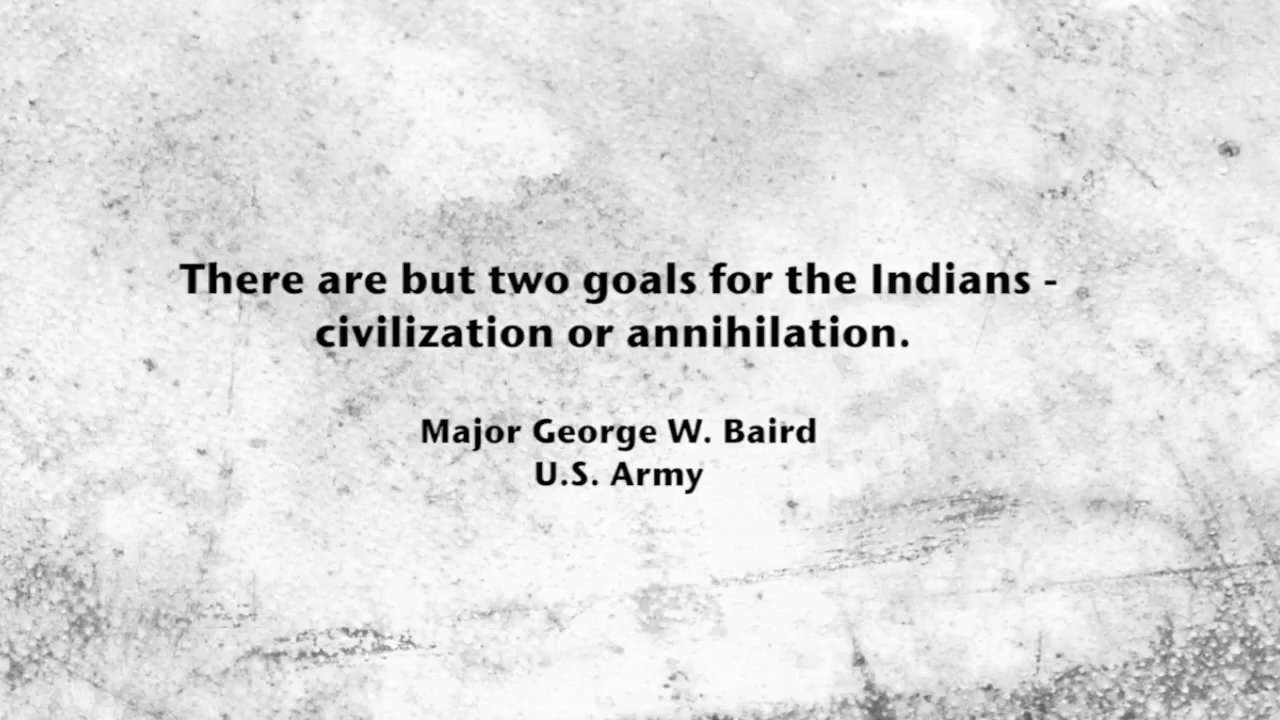 There are but two goals for the Indians -
civilization or annihilation.
Major George W. Baird
U.S. Army